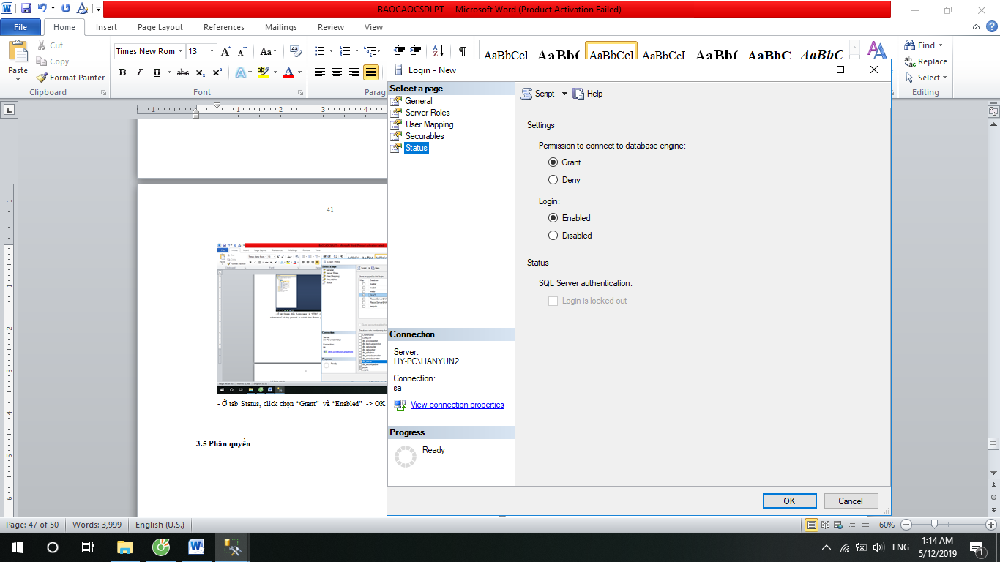 BAOCAOCSDLPT - Microsoft Word (Product Activation Failed)
File Home Insert Page Layout References Mailings Review View
Paste
Cut
Copy
Format Painter
Clipboard
Times New Rom 13
Font
Parag
AaBbCcI AaBbC AaBbCcI AaBbCcI AaBb( AaBbC AaBbC
Find
Replace
Select
Editing
41
- Ở tab Status, click chọn “Grant” và “Enabled” -> OK
3.5 Phân quyền
Login - New
Select a page
General
Server Roles
User Mapping
Securables
Status
Script Help
Settings
Permission to connect to database engine:
Grant
Deny
Login:
Enabled
Disabled
Status
SQL Server authentication:
Login is locked out
Connection
Server:
HY-PC\HANYUN2
Connection:
sa
View connection properties
Progress
Ready
OK Cancel
Page: 47 of 50 Words: 3,999 English (U.S.) 60%
ENG
1:14 AM
5/12/2019
1